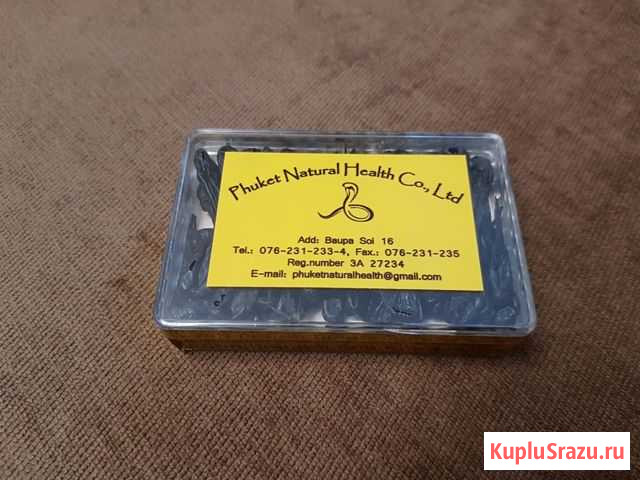 Phuket Natural Health Co., Ltd
Add: Baupa Soi 16
Tel.: 076-231-233-4, Fax.: 076-231-235
Reg.number 3A 27234
E-mail: phuketnaturalhealth@gmail.com
KupluSrazu.ru